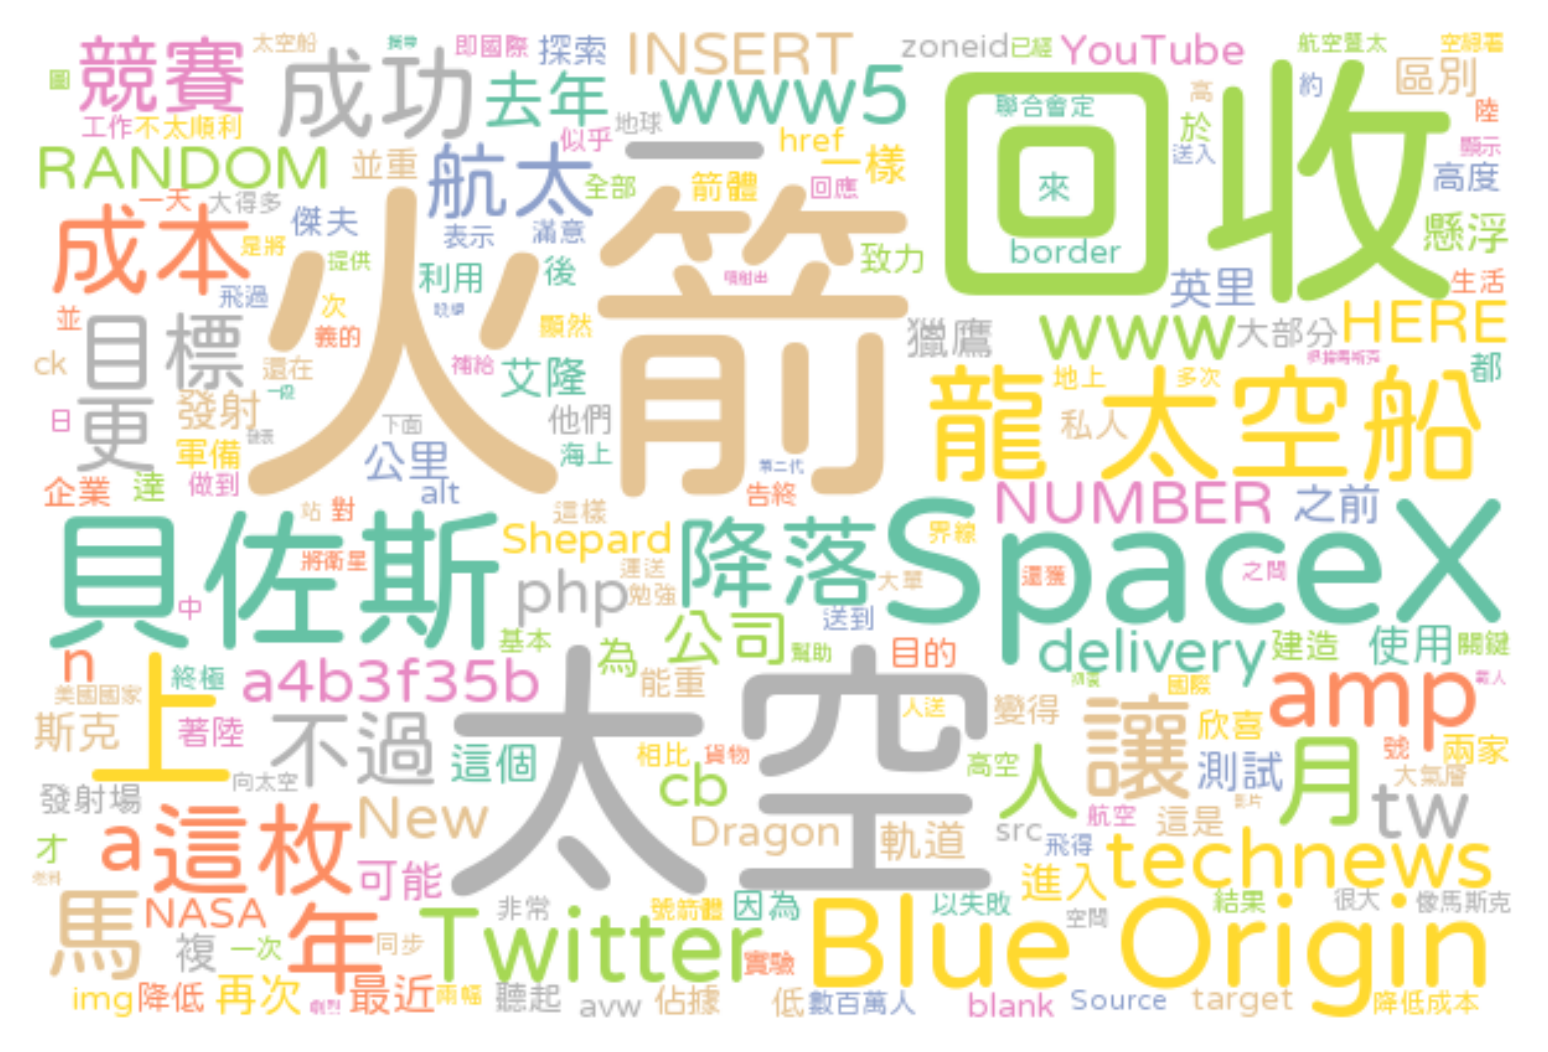 太空船
即國際
探索
INSERT
zoneid
已經
YouTube
航空暨太
空總署
圖
競賽
成功
去年
www5
回收
聯合會定
高
約
區別
陸
工作
不太順利
似乎
地球
href
於
送入
顯示
RANDOM
並重
航太
一
一樣
全部
箭體
回應
來
高度
一天
大得多
傑夫
表示
滿意
成本
是將
提供
利用
後
火箭
致力
border
英里
懸浮
生活
飛過
次
義的
顯然
獵鷹
www
大部分
HERE
並
目標
ck
還在
補給
艾隆
都
一段
龍 太空船
地上
多次
日
更
發射
下面
他們
私人
軍備
公里
海上
第二代
企業
達
做到
alt
告終
NUMBER
之前
站
對
這樣
貝佐斯
將衛星
Shepard
降落
SpaceX
界線
運送
php
勉強
大單
還獲
之間
中
送到
基本
為
公司
幫助
目的
delivery
建造
使用
關鍵
n
上
終極
a4b3f35b
能重
國際
amp
載人
美國國家
斯克
著陸
不過
這個
太空
人送
變得
讓
欣喜
相比
貨物
cb
高空
人
測試
月
號
兩家
向太空
大氣層
發射場
a
這枚
New
Dragon
軌道
src
航空
這是
tw
才
可能
飛得
technews
進入
馬
NASA
年
Twitter
非常
號箭體
因為
Blue Origin
以失敗
空間
結果
很大
像馬斯克
複
一次
同步
實驗
img
降低
再次
最近
兩幅
聽起
avw
佔據
低
數百萬人
blank
Source
target
降低成本